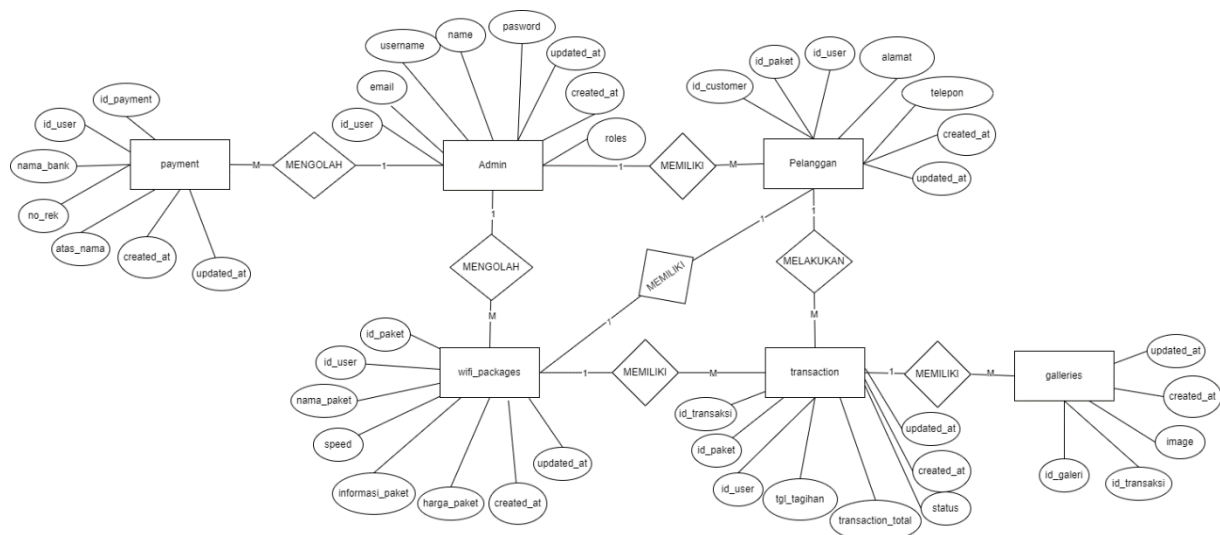 pasword
name
username
updated_at
email
created_at
id_user
roles
Admin
id_user
id_paket
alamat
id_customer
telepon
created_at
updated_at
Pelanggan
id_payment
id_user
nama_bank
no_rek
atas_nama
created_at
updated_at
payment
M
MENGOLAH
1
1
MEMILIKI
M
1
MENGOLAH
M
1
MEMILIKI
1
1
MELAKUKAN
M
id_paket
id_user
nama_paket
speed
informasi_paket
harga_paket
created_at
updated_at
wifi_packages
1
MEMILIKI
M
transaction
id_transaksi
id_paket
id_user
tgl_tagihan
transaction_total
status
created_at
updated_at
1
MEMILIKI
M
galleries
updated_at
created_at
image
id_transaksi
id_galeri